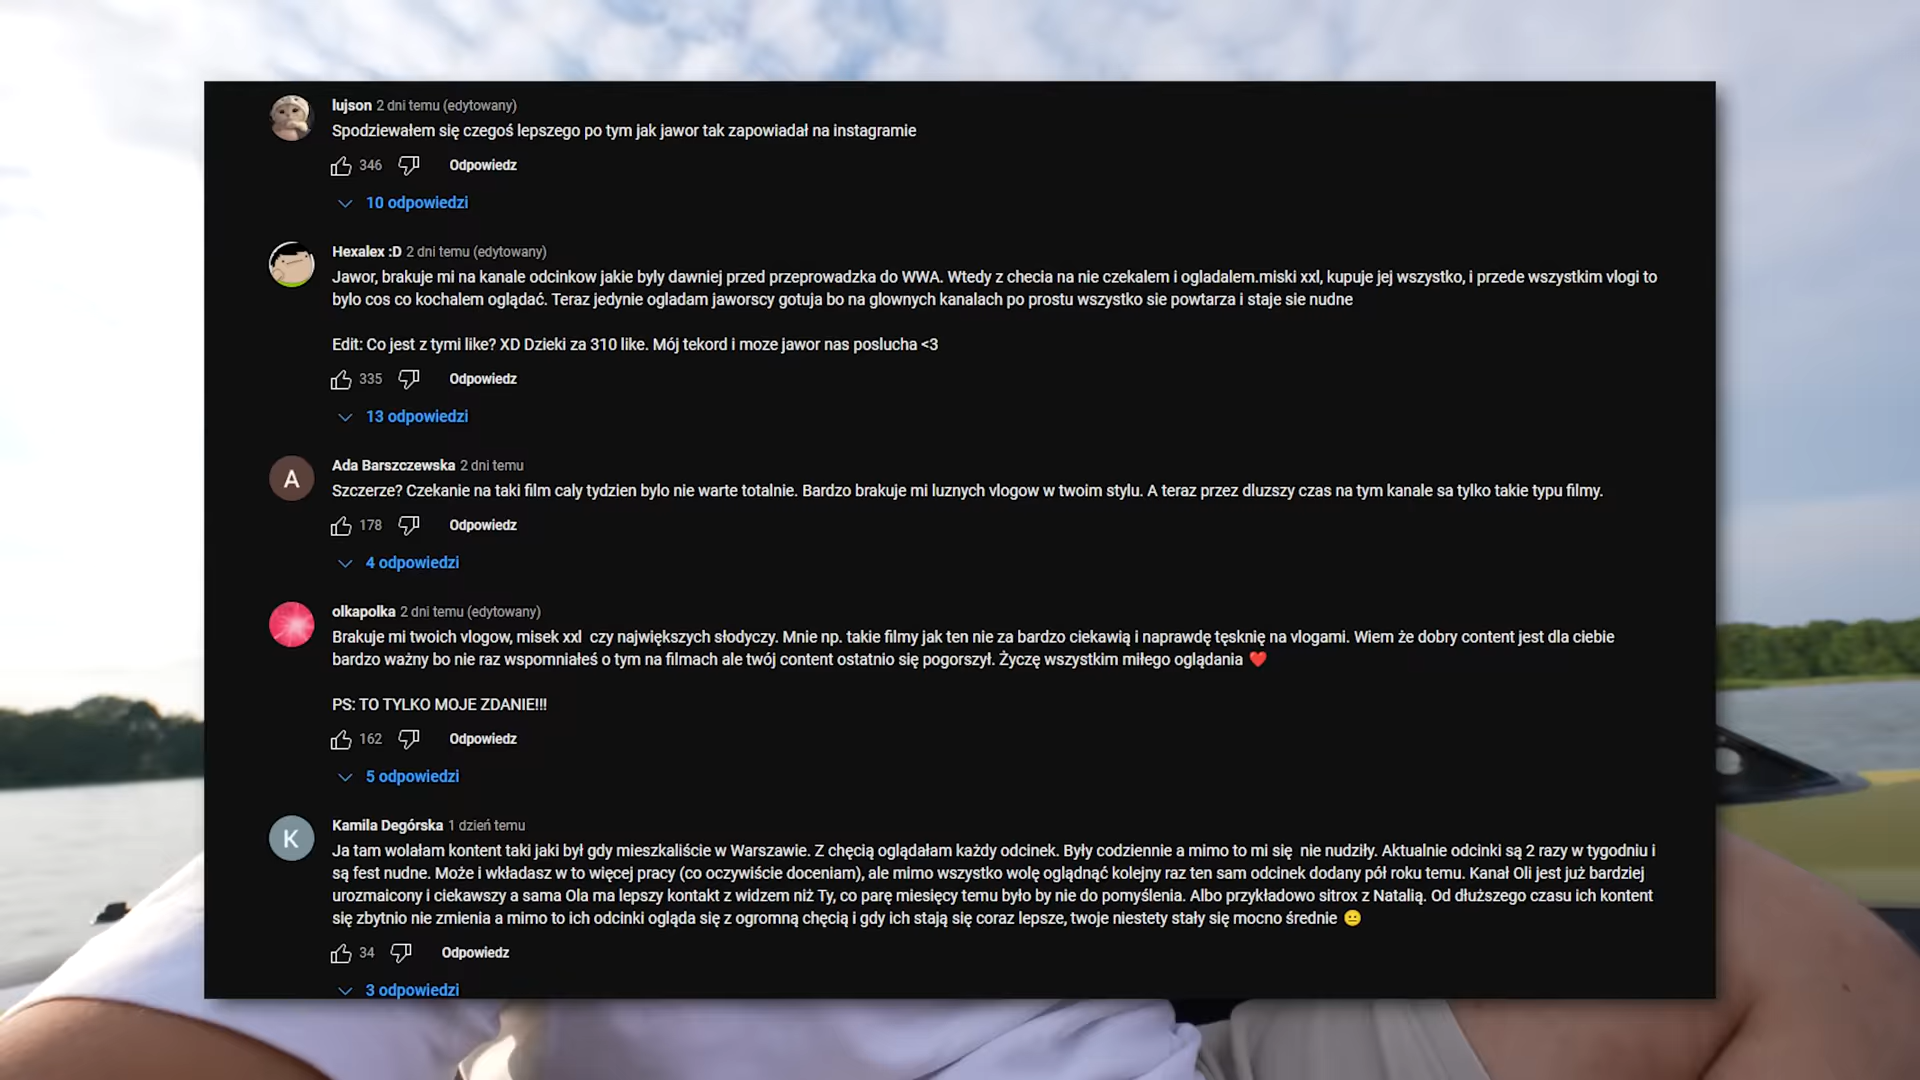 lujson 2 dni temu (edytowany)
Spodziewałem się czegoś lepszego po tym jak jawor tak zapowiadał na instagramie
346 Odpowiedz
10 odpowiedzi
Hexalex :D 2 dni temu (edytowany)
Jawor, brakuje mi na kanale odcinkow jakie byly dawniej przed przeprowadzka do WWA. Wtedy z checia na nie czekalem i ogladalem.miski xxl, kupuje jej wszystko, i przede wszystkim vlogi to
bylo cos co kochalem oglądać. Teraz jedynie ogladam jaworscy gotuja bo na glownych kanalach po prostu wszystko sie powtarza i staje sie nudne
Edit: Co jest z tymi like? XD Dzieki za 310 like. Mój tekord i moze jawor nas poslucha <3
335 Odpowiedz
13 odpowiedzi
A
Ada Barszczewska 2 dni temu
Szczerze? Czekanie na taki film caly tydzien bylo nie warte totalnie. Bardzo brakuje mi luznych vlogow w twoim stylu. A teraz przez dluzszy czas na tym kanale sa tylko takie typu filmy.
178 Odpowiedz
4 odpowiedzi
olkapolka 2 dni temu (edytowany)
Brakuje mi twoich vlogow, misek xxl czy największych słodyczy. Mnie np. takie filmy jak ten nie za bardzo ciekawią i naprawdę tęsknię na vlogami. Wiem że dobry content jest dla ciebie
bardzo ważny bo nie raz wspomniałeś o tym na filmach ale twój content ostatnio się pogorszył. Życzę wszystkim miłego oglądania ❤️
PS: TO TYLKO MOJE ZDANIE!!!
162 Odpowiedz
5 odpowiedzi
K
Kamila Degórska 1 dzień temu
Ja tam wolałam kontent taki jaki był gdy mieszkaliście w Warszawie. Z chęcią oglądałam każdy odcinek. Były codziennie a mimo to mi się nie nudziły. Aktualnie odcinki są 2 razy w tygodniu i
są fest nudne. Może i wkładasz w to więcej pracy (co oczywiście doceniam), ale mimo wszystko wolę oglądnąć kolejny raz ten sam odcinek dodany pół roku temu. Kanał Oli jest już bardziej
urozmaicony i ciekawszy a sama Ola ma lepszy kontakt z widzem niż Ty, co parę miesięcy temu było by nie do pomyślenia. Albo przykładowo sitrox z Natalią. Od dłuższego czasu ich kontent
się zbytnio nie zmienia a mimo to ich odcinki ogląda się z ogromną chęcią i gdy ich stają się coraz lepsze, twoje niestety stały się mocno średnie 😐
34 Odpowiedz
3 odpowiedzi